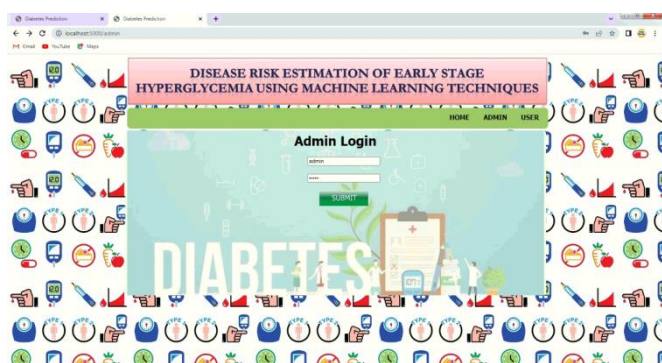 Diabetes Prediction
Diabetes Prediction
localhost:5000/admin
Gmail YouTube Maps
DISEASE RISK ESTIMATION OF EARLY STAGE
HYPERGLYCEMIA USING MACHINE LEARNING TECHNIQUES
HOME ADMIN USER
Admin Login
admin
SUBMIT
DIABETES